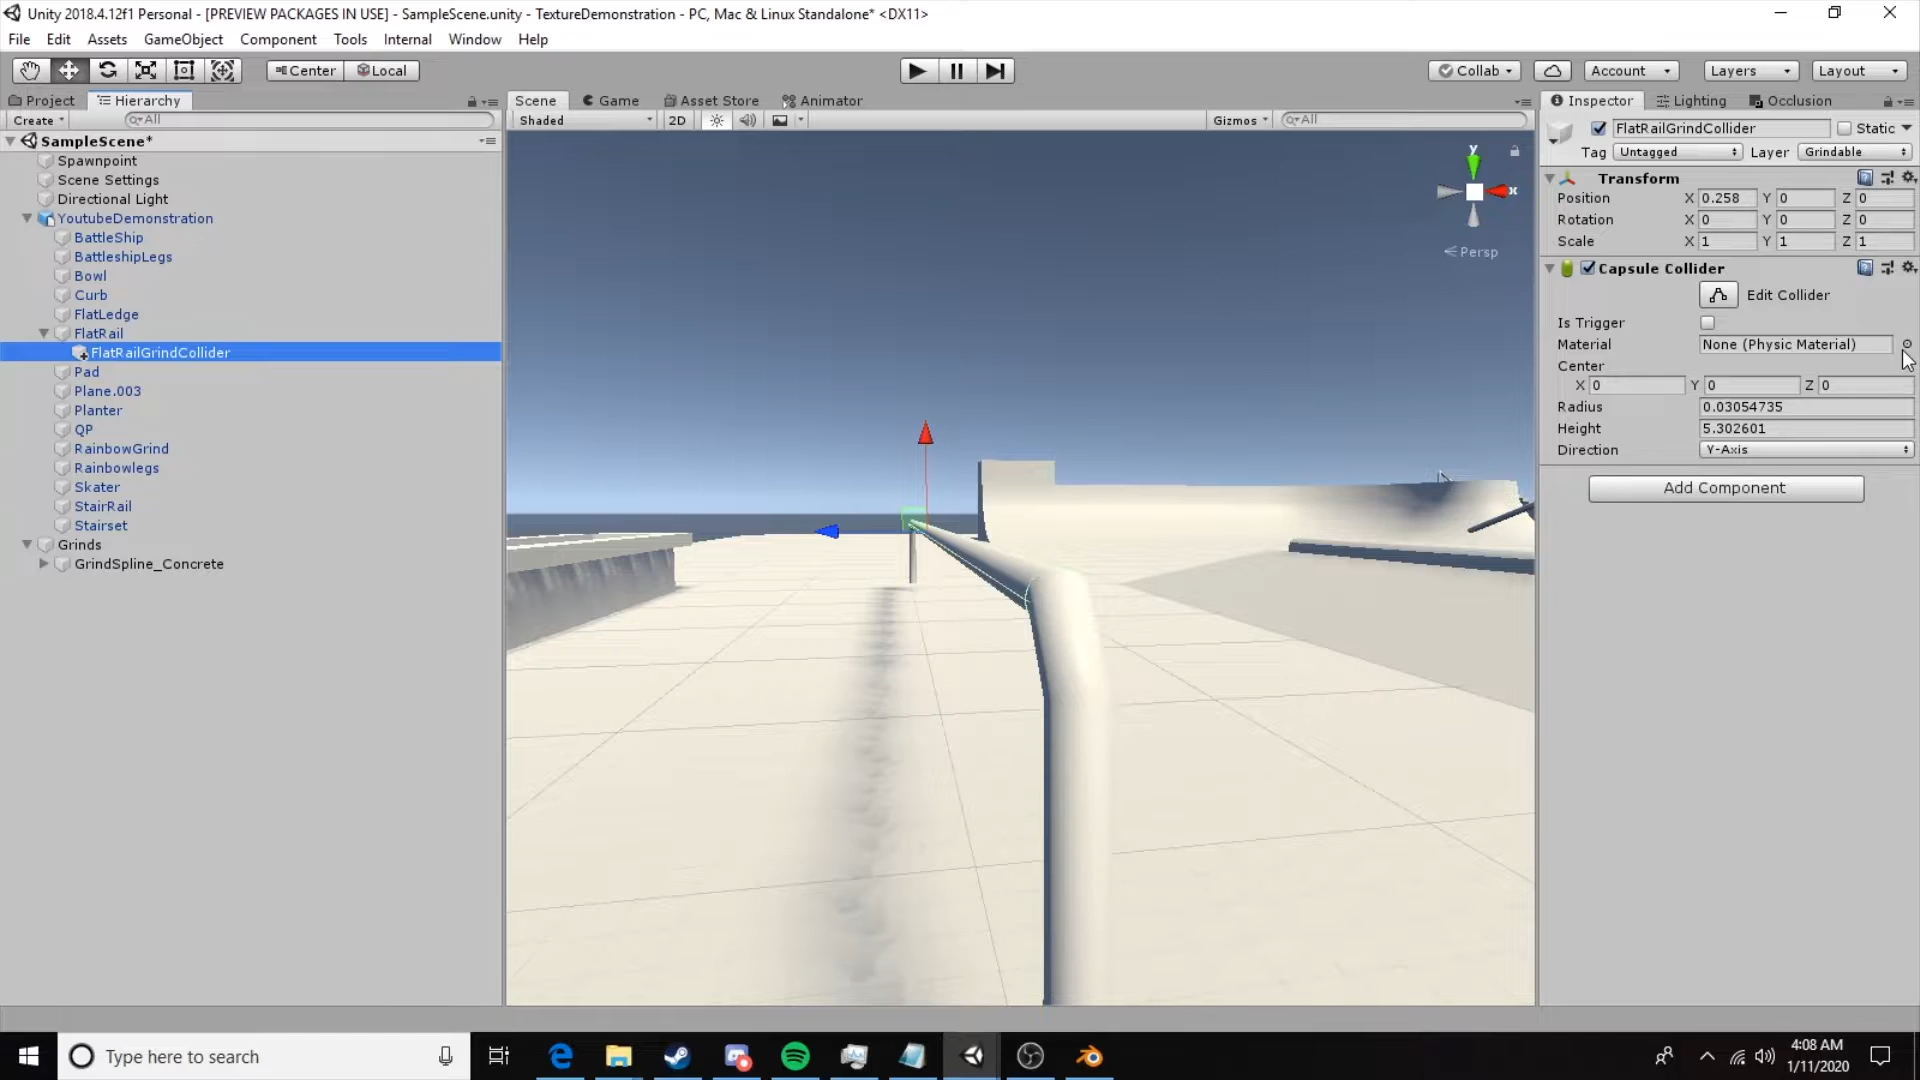 Unity 2018.4.12f1 Personal - [PREVIEW PACKAGES IN USE] - SampleScene.unity - TextureDemonstration - PC, Mac & Linux Standalone* <DX11>
File Edit Assets GameObject Component Tools Internal Window Help
Center Local Collab Account Layers Layout
Project Hierarchy Scene Game Asset Store Animator Inspector Lighting Occlusion
Create All Shaded 2D Gizmos All
FlatRailGrindCollider Static
Tag Untagged Layer Grindable
SampleScene*
Spawnpoint
Scene Settings
Directional Light
YoutubeDemonstration
BattleShip
BattleshipLegs
Bowl
Curb
FlatLedge
FlatRail
FlatRailGrindCollider
Pad
Plane.003
Planter
QP
RainbowGrind
Rainbowlegs
Skater
StairRail
Stairset
Grinds
GrindSpline_Concrete
y
x
Persp
Transform
Position X 0.258 Y 0 Z 0
Rotation X 0 Y 0 Z 0
Scale X 1 Y 1 Z 1
Capsule Collider
Edit Collider
Is Trigger
Material None (Physic Material)
Center
X 0 Y 0 Z 0
Radius 0.03054735
Height 5.302601
Direction Y-Axis
Add Component
Type here to search
4:08 AM
1/11/2020